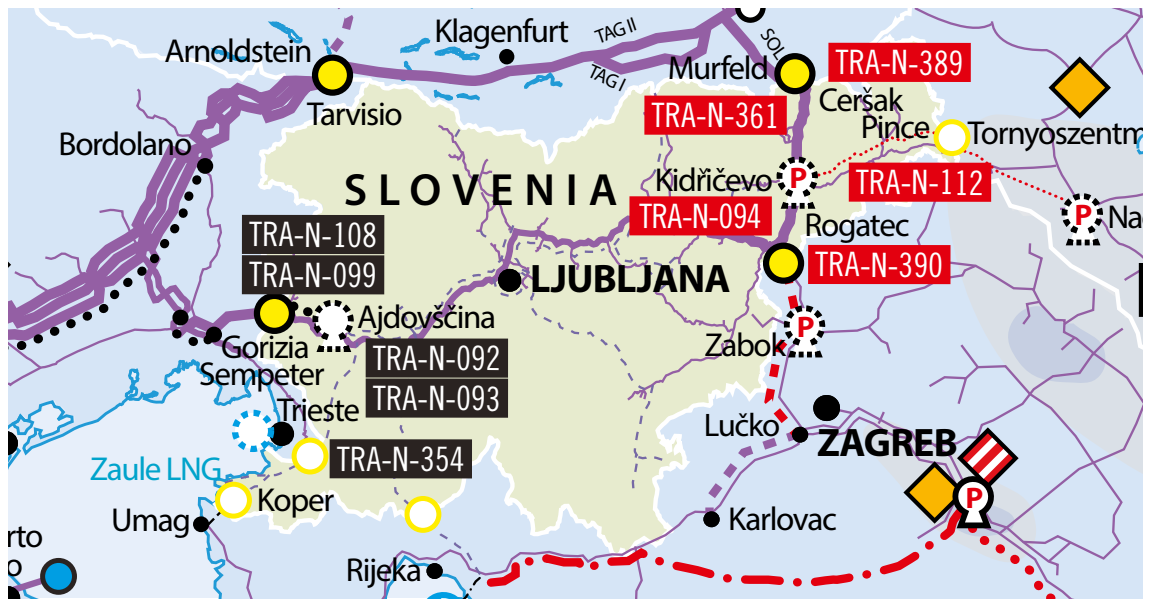 Arnoldstein
Klagenfurt
TAG II
TAG I
SOL
Murfeld
TRA-N-389
Tarvisio
Ceršak
TRA-N-361
Pince
Tornyoszentm
Bordolano
SLOVENIA
Kidřičevo
P
TRA-N-112
TRA-N-094
P
Na
Rogatec
TRA-N-108
TRA-N-099
TRA-N-390
LJUBLJANA
Ajdovščina
P
Zabok
Gorizia
Sempeter
TRA-N-092
TRA-N-093
Trieste
Lučko
ZAGREB
TRA-N-354
Zaule LNG
Koper
P
Umag
Karlovac
rto
o
Rijeka